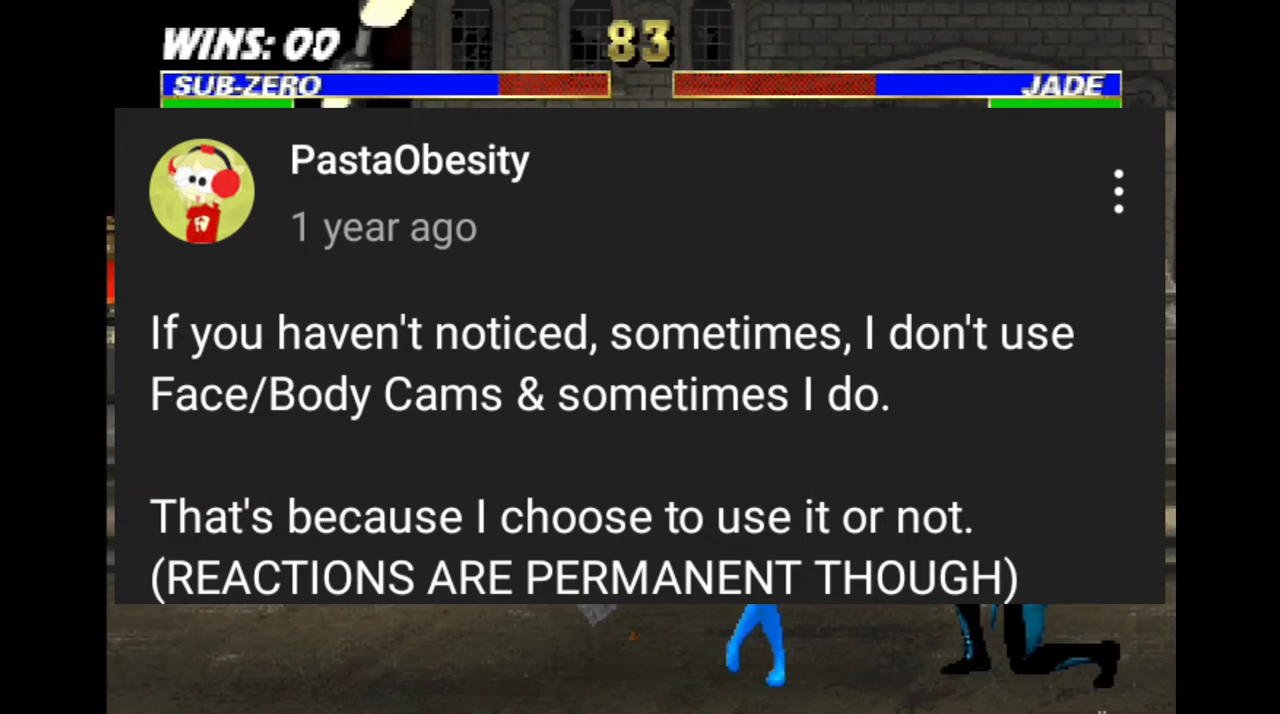 WINS: 00
83
SUB-ZERO
JADE
PastaObesity
1 year ago
If you haven't noticed, sometimes, I don't use
Face/Body Cams & sometimes I do.
That's because I choose to use it or not.
(REACTIONS ARE PERMANENT THOUGH)